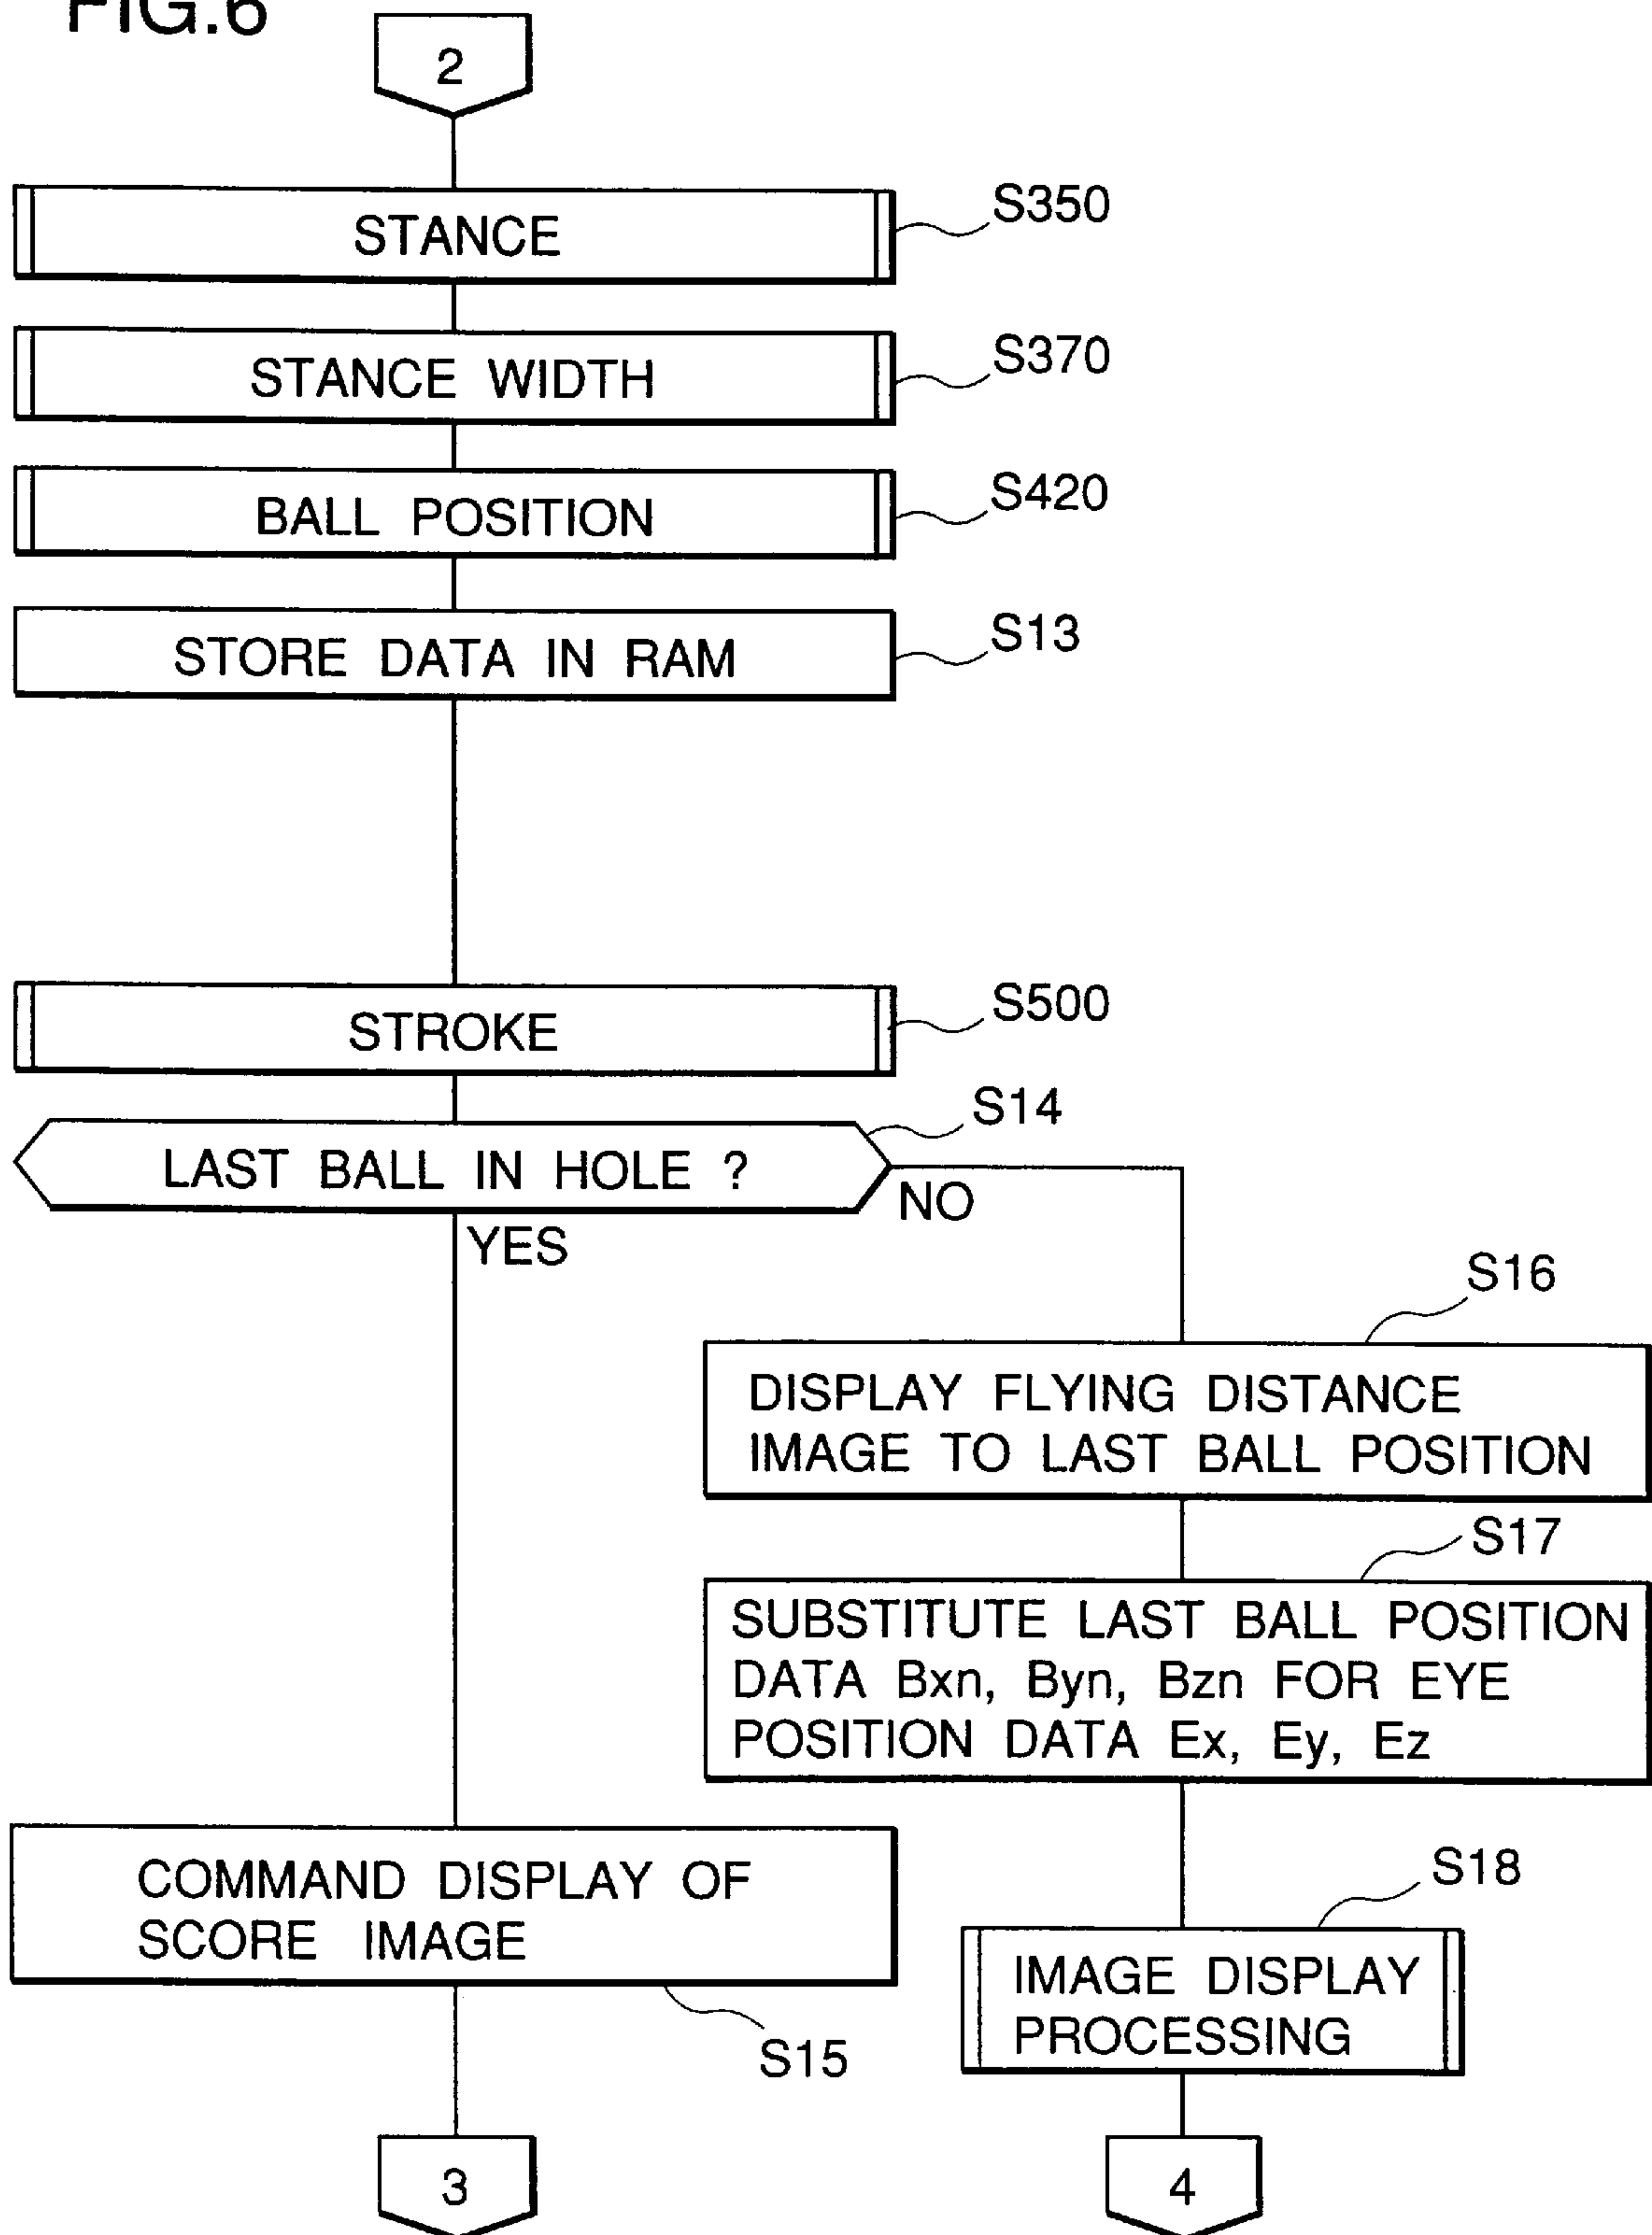 FIG.6
2
STANCE
S350
STANCE WIDTH
S370
BALL POSITION
S420
STORE DATA IN RAM
S13
STROKE
S500
S14
LAST BALL IN HOLE ?
NO
YES
S16
DISPLAY FLYING DISTANCE
IMAGE TO LAST BALL POSITION
S17
SUBSTITUTE LAST BALL POSITION
DATA Bxn, Byn, Bzn FOR EYE
POSITION DATA Ex, Ey, Ez
COMMAND DISPLAY OF
SCORE IMAGE
S15
S18
IMAGE DISPLAY
PROCESSING
3
4